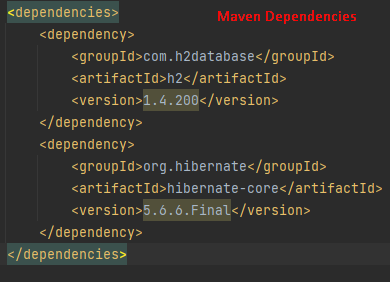 <dependencies>
Maven Dependencies
<dependency>
<groupId>com.h2database</groupId>
<artifactId>h2</artifactId>
<version>1.4.200</version>
</dependency>
<dependency>
<groupId>org.hibernate</groupId>
<artifactId>hibernate-core</artifactId>
<version>5.6.6.Final</version>
</dependency>
</dependencies>